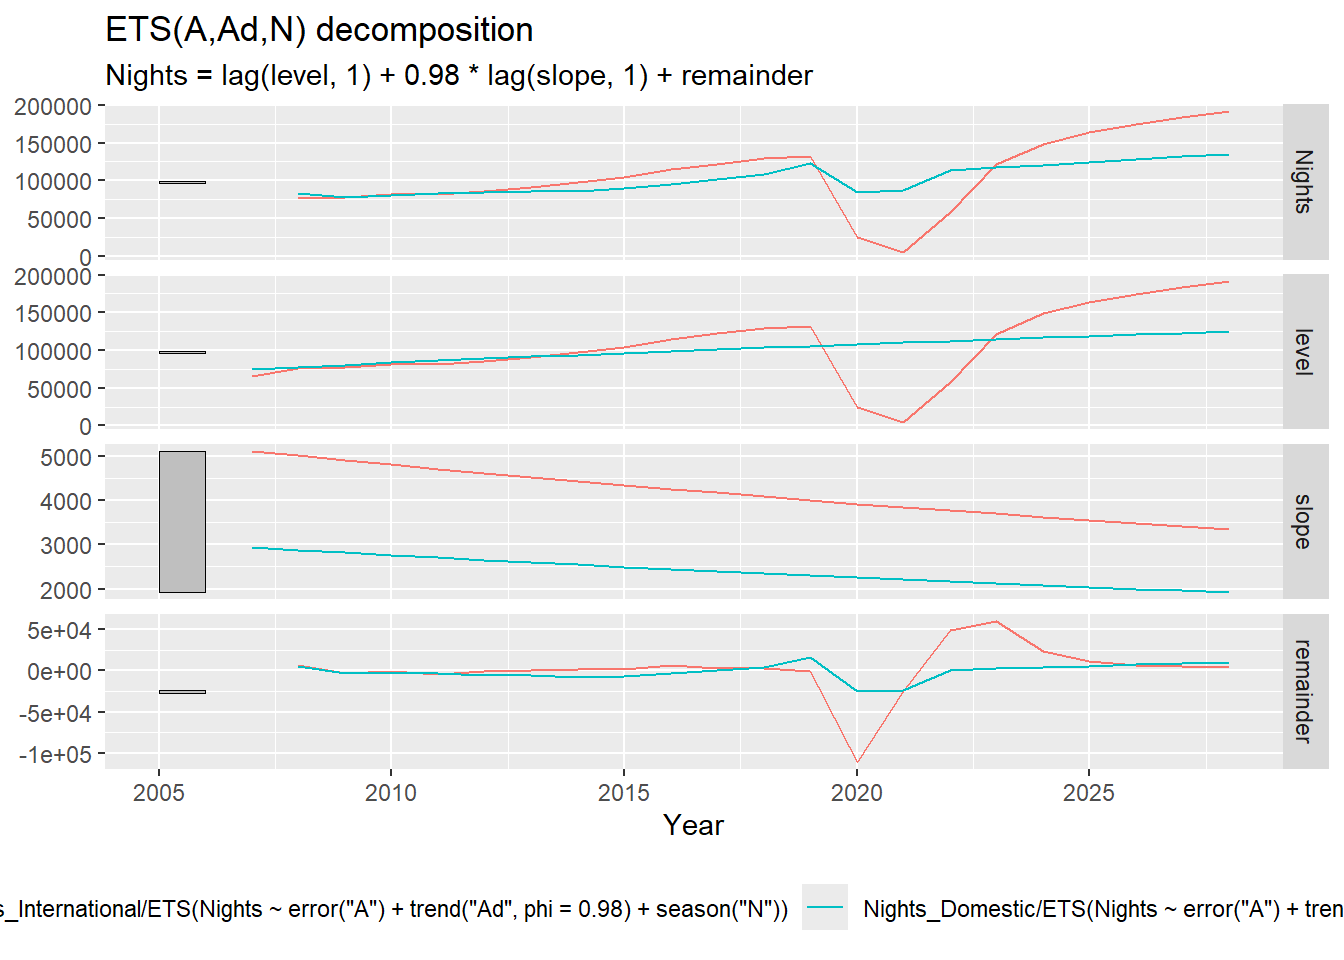 ETS(A,Ad,N) decomposition
Nights = lag(level, 1) + 0.98 * lag(slope, 1) + remainder
200000
150000
100000
50000
0
Nights
200000
150000
100000
50000
0
level
5000
4000
3000
2000
slope
5e+04
0e+00
-5e+04
-1e+05
remainder
2005 2010 2015 2020 2025
Year
s_International/ETS(Nights ~ error("A") + trend("Ad", phi = 0.98) + season("N")) Nights_Domestic/ETS(Nights ~ error("A") + tren